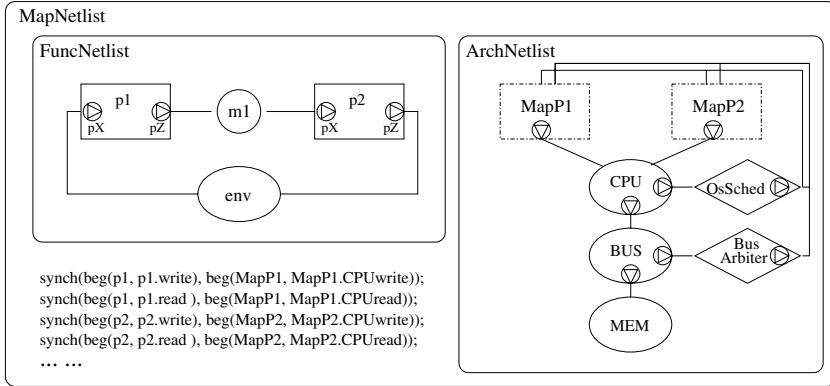 MapNetlist
FuncNetlist
p1
pX
pZ
m1
p2
pX
pZ
env
synch(beg(p1, p1.write), beg(MapP1, MapP1.CPUwrite));
synch(beg(p1, p1.read ), beg(MapP1, MapP1.CPUread));
synch(beg(p2, p2.write), beg(MapP2, MapP2.CPUwrite));
synch(beg(p2, p2.read ), beg(MapP2, MapP2.CPUread));
... ...
ArchNetlist
MapP1
MapP2
CPU
OsSched
BUS
Bus
Arbiter
MEM